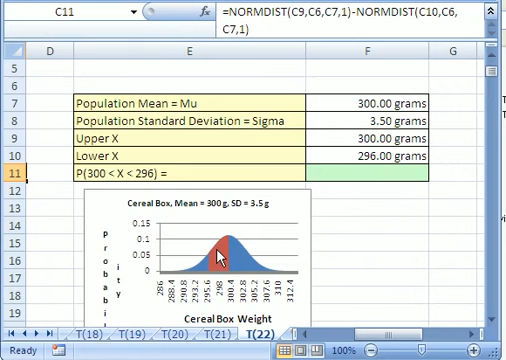 C11
fx
=NORMDIST(C9,C6,C7,1)-NORMDIST(C10,C6,
C7,1)
D E F G
5
6
7 Population Mean = Mu 300.00 grams
8 Population Standard Deviation = Sigma 3.50 grams
9 Upper X 300.00 grams
10 Lower X 296.00 grams
11 P(300 < X < 296) =
12
13 Cereal Box, Mean = 300 g, SD = 3.5 g
14
15
16
17
18
19
0.15
0.1
0.05
0
P
r
o
b
a
b
i
l
ity
286 288.4 290.8 293.2 295.6 298 300.4 302.8 305.2 307.6 310 312.4
Cereal Box Weight
T(18) T(19) T(20) T(21) T(22)
Ready 100%